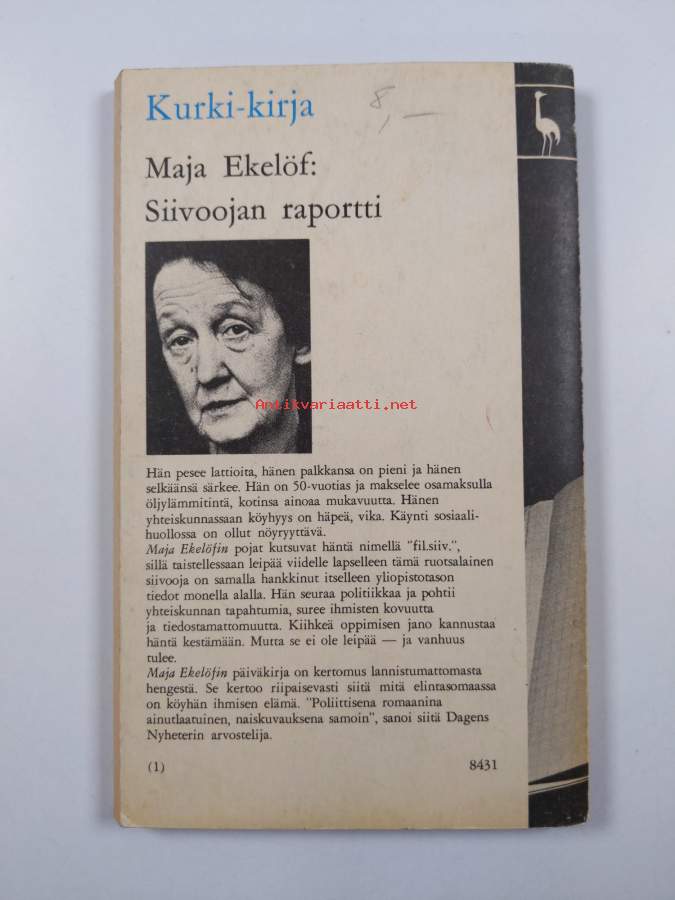 Kurki-kirja
8,—
Maja Ekelöf:
Siivoojan raportti
Antikvariaatti.net
Hän pesee lattioita, hänen palkkansa on pieni ja hänen
selkäänsä särkee. Hän on 50-vuotias ja makselee osamaksulla
öljylämmitintä, kotinsa ainoaa mukavuutta. Hänen
yhteiskunnassaan köyhyys on häpeä, vika. Käynti sosiaali-
huollossa on ollut nöyryyttävä.
Maja Ekelöfin pojat kutsuvat häntä nimellä "fil.siiv.",
sillä taistellessaan leipää viidelle lapselleen tämä ruotsalainen
siivooja on samalla hankkinut itselleen yliopistotason
tiedot monella alalla. Hän seuraa politiikkaa ja pohtii
yhteiskunnan tapahtumia, suree ihmisten kovuutta
ja tiedostamattomuutta. Kiihkeä oppimisen jano kannustaa
häntä kestämään. Mutta se ei ole leipää — ja vanhuus
tulee.
Maja Ekelöfin päiväkirja on kertomus lannistumattomasta
hengestä. Se kertoo riipaisevasti siitä mitä elintasomaassa
on köyhän ihmisen elämä. "Poliittisena romaanina
ainutlaatuinen, naiskuvauksena samoin", sanoi siitä Dagens
Nyheterin arvostelija.
(1) 8431